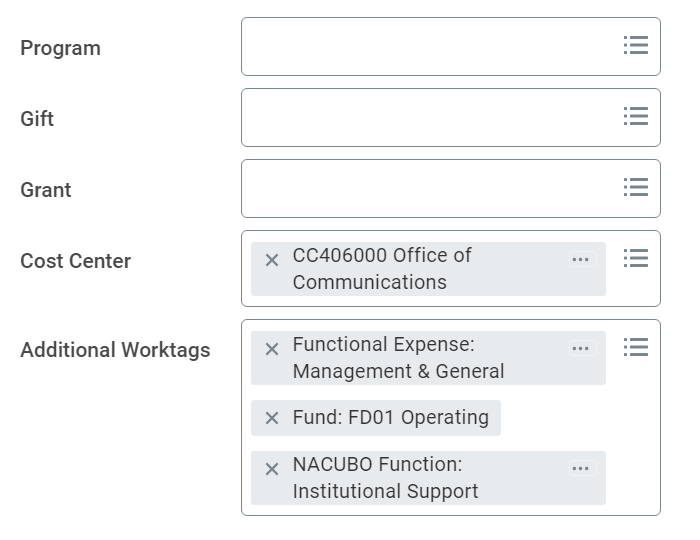 Program
Gift
Grant
Cost Center
CC406000 Office of
Communications
Additional Worktags
Functional Expense:
Management & General
Fund: FD01 Operating
NACUBO Function:
Institutional Support